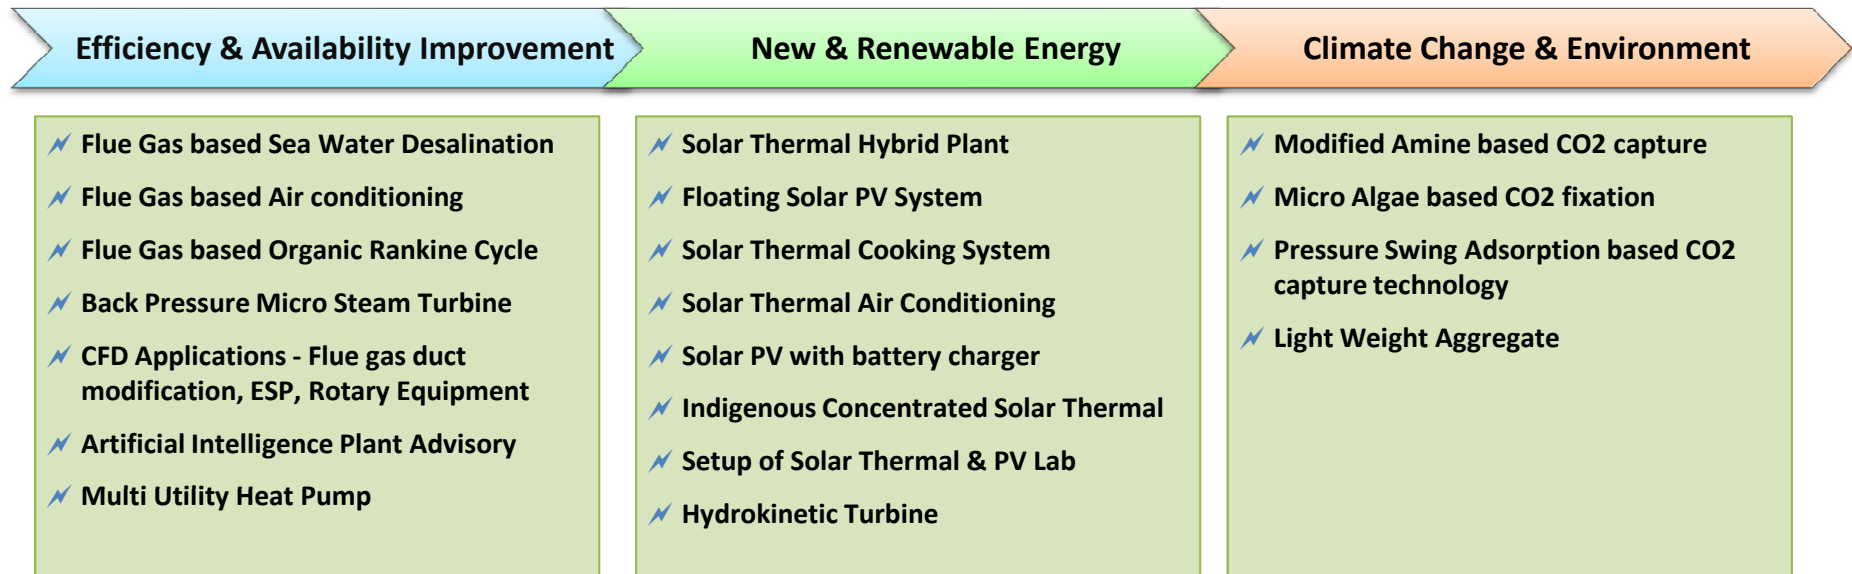 Efficiency & Availability Improvement
New & Renewable Energy
Climate Change & Environment
Flue Gas based Sea Water Desalination
Flue Gas based Air conditioning
Flue Gas based Organic Rankine Cycle
Back Pressure Micro Steam Turbine
CFD Applications - Flue gas duct
modification, ESP, Rotary Equipment
Artificial Intelligence Plant Advisory
Multi Utility Heat Pump
Solar Thermal Hybrid Plant
Floating Solar PV System
Solar Thermal Cooking System
Solar Thermal Air Conditioning
Solar PV with battery charger
Indigenous Concentrated Solar Thermal
Setup of Solar Thermal & PV Lab
Hydrokinetic Turbine
Modified Amine based CO2 capture
Micro Algae based CO2 fixation
Pressure Swing Adsorption based CO2
capture technology
Light Weight Aggregate